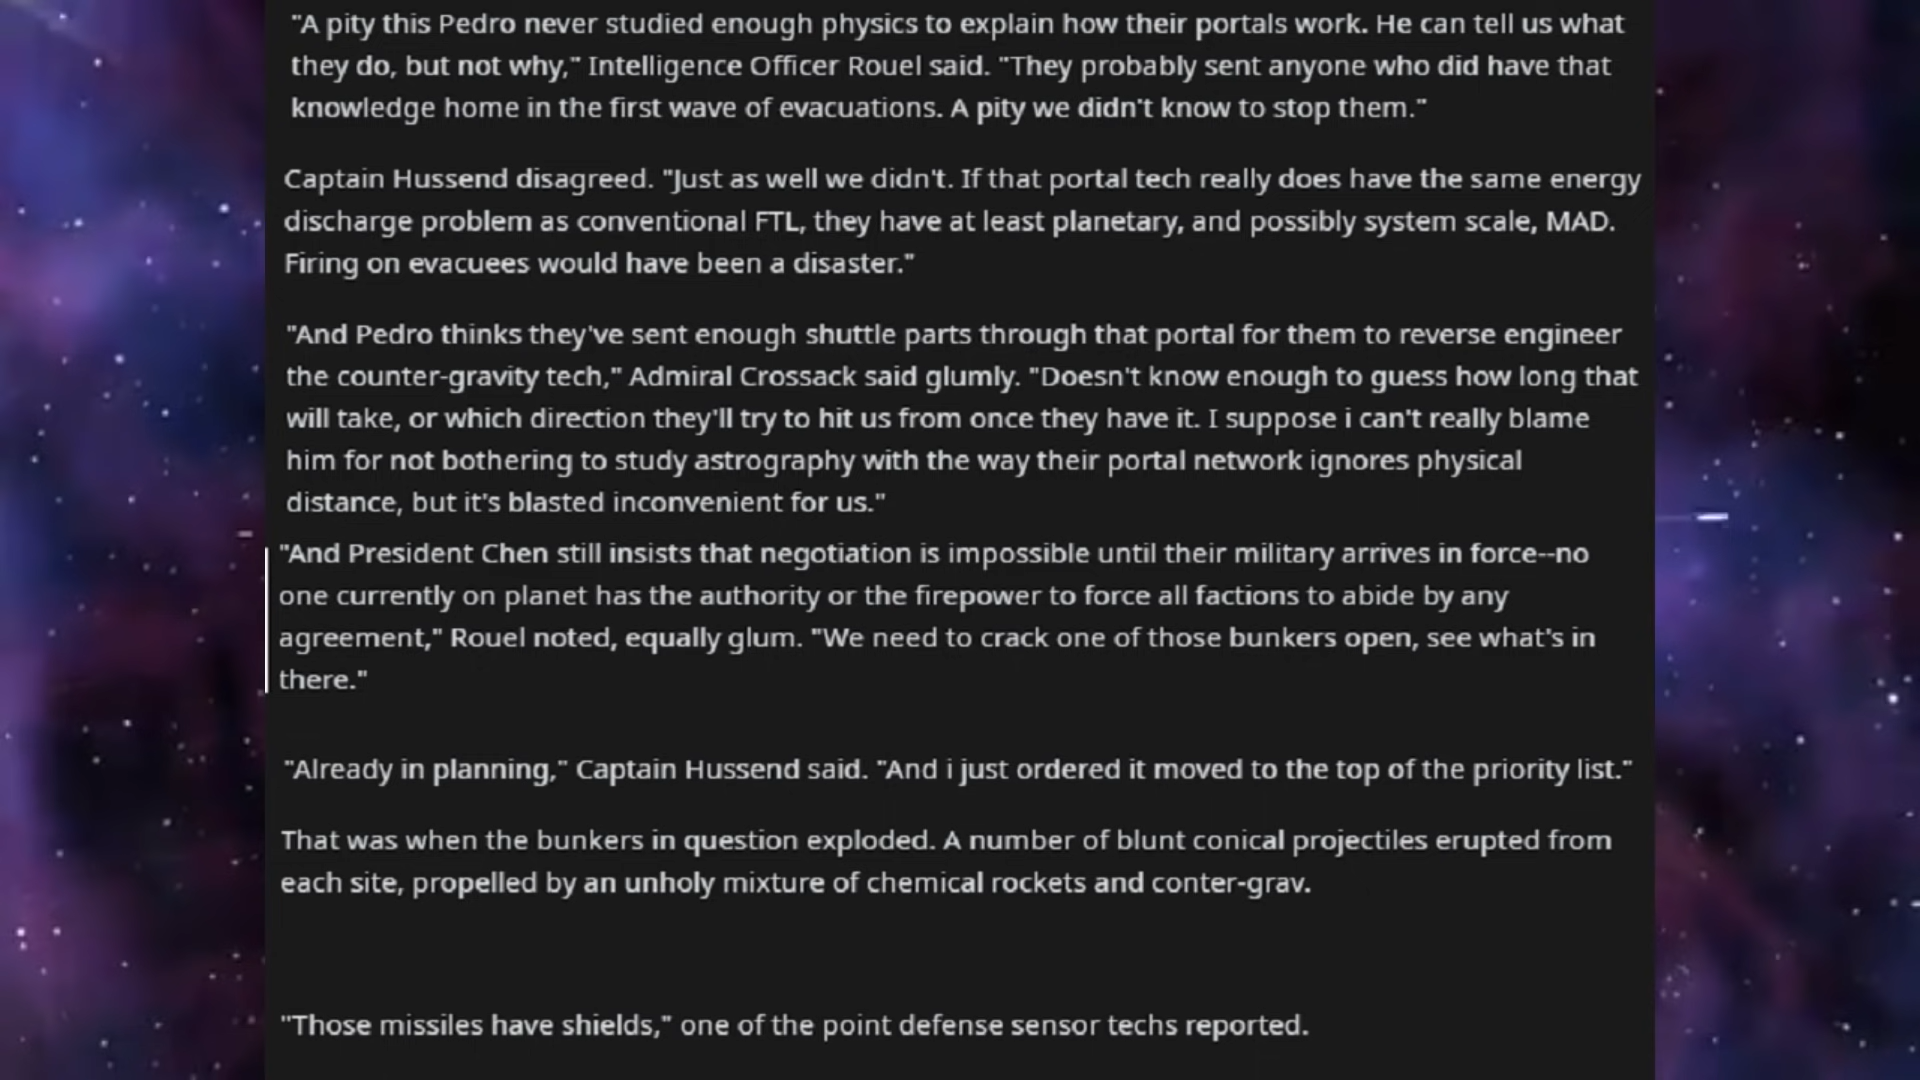 "A pity this Pedro never studied enough physics to explain how their portals work. He can tell us what
they do, but not why," Intelligence Officer Rouel said. "They probably sent anyone who did have that
knowledge home in the first wave of evacuations. A pity we didn't know to stop them."
Captain Hussend disagreed. "Just as well we didn't. If that portal tech really does have the same energy
discharge problem as conventional FTL, they have at least planetary, and possibly system scale, MAD.
Firing on evacuees would have been a disaster."
"And Pedro thinks they've sent enough shuttle parts through that portal for them to reverse engineer
the counter-gravity tech," Admiral Crossack said glumly. "Doesn't know enough to guess how long that
will take, or which direction they'll try to hit us from once they have it. I suppose i can't really blame
him for not bothering to study astrography with the way their portal network ignores physical
distance, but it's blasted inconvenient for us."
"And President Chen still insists that negotiation is impossible until their military arrives in force--no
one currently on planet has the authority or the firepower to force all factions to abide by any
agreement," Rouel noted, equally glum. "We need to crack one of those bunkers open, see what's in
there."
"Already in planning," Captain Hussend said. "And i just ordered it moved to the top of the priority list."
That was when the bunkers in question exploded. A number of blunt conical projectiles erupted from
each site, propelled by an unholy mixture of chemical rockets and conter-grav.
"Those missiles have shields," one of the point defense sensor techs reported.